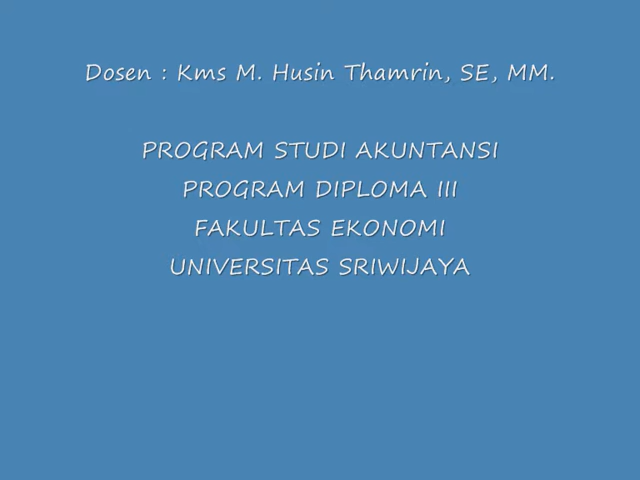 Dosen : Kms M. Husin Thamrin, SE, MM.
PROGRAM STUDI AKUNTANSI
PROGRAM DIPLOMA III
FAKULTAS EKONOMI
UNIVERSITAS SRIWIJAYA